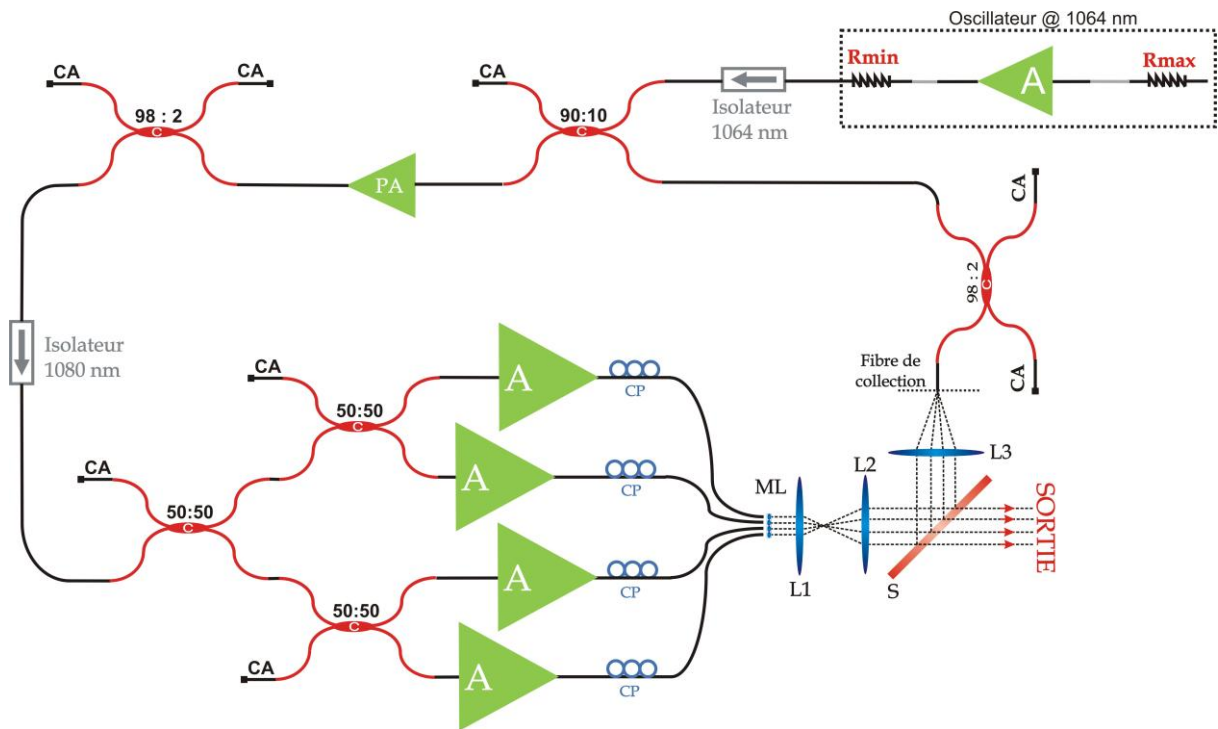 Oscillateur @ 1064 nm
Rmin
A
Rmax
Isolateur
1064 nm
CA
CA
98 : 2
C
CA
90:10
C
PA
CA
98 : 2
C
CA
Isolateur
1080 nm
Fibre de
collection
CA
50:50
C
A
CP
A
CP
CA
50:50
C
ML
L1
L2
L3
S
SORTIE
A
CP
50:50
C
CA
A
CP